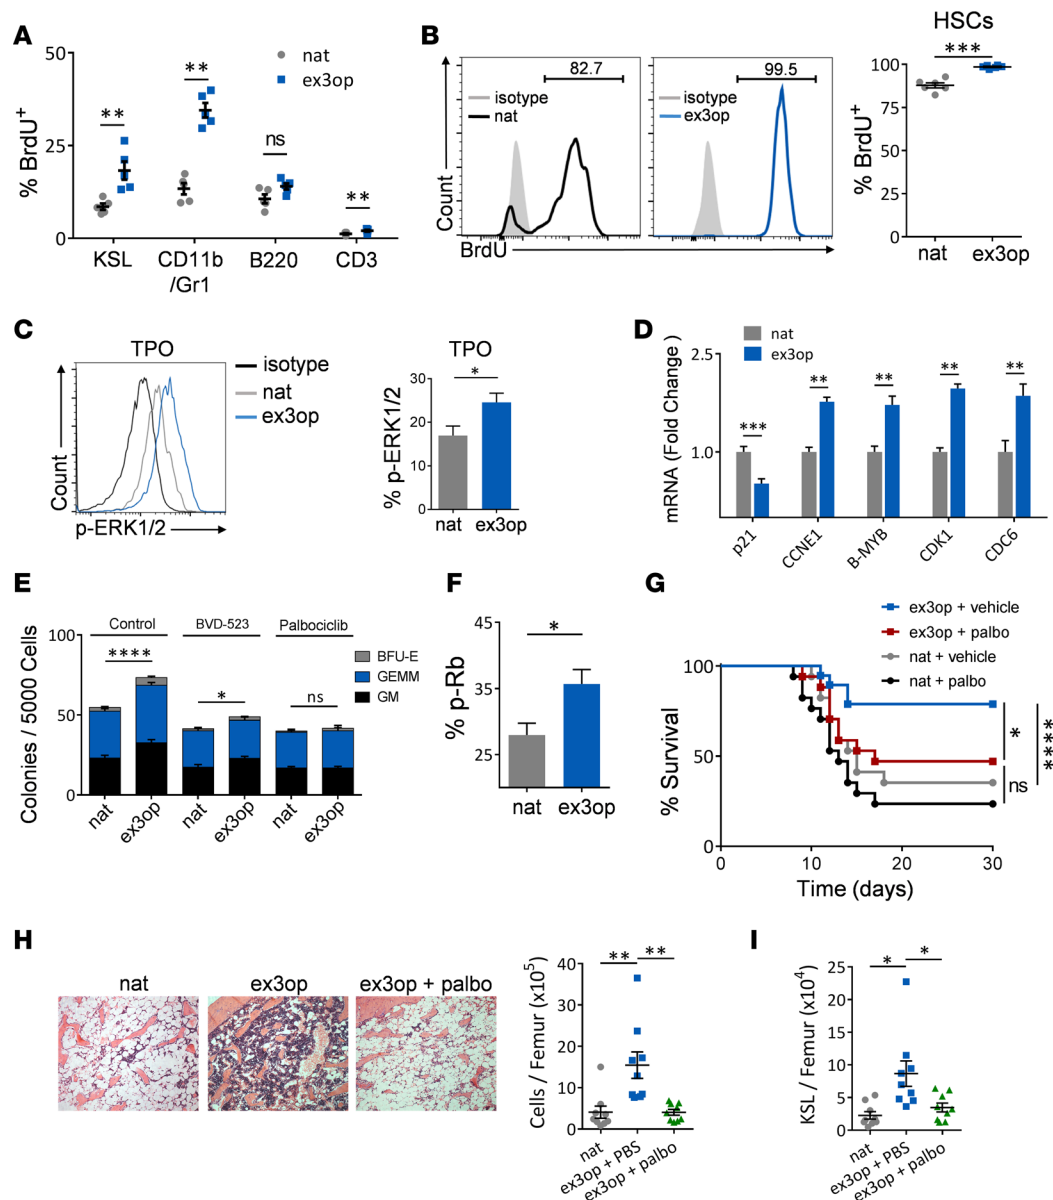 A
nat
ex3op
% BrdU+
50
25
0
**
**
ns
**
KSL
CD11b
/Gr1
B220
CD3
B
82.7
isotype
nat
99.5
isotype
ex3op
Count
BrdU
HSCs
***
% BrdU+
100
75
50
25
0
nat
ex3op
C
TPO
Count
p-ERK1/2
isotype
nat
ex3op
TPO
*
% p-ERK1/2
30
20
10
0
nat
ex3op
D
nat
ex3op
mRNA (Fold Change )
2.5
1.0
***
**
**
**
**
p21
CCNE1
B-MYB
CDK1
CDC6
E
Control
BVD-523
Palbociclib
Colonies / 5000 Cells
100
50
0
****
*
ns
BFU-E
GEMM
GM
nat
ex3op
nat
ex3op
nat
ex3op
F
% p-Rb
45
35
25
*
nat
ex3op
G
ex3op + vehicle
ex3op + palbo
nat + vehicle
nat + palbo
% Survival
100
50
0
*
****
ns
0
10
20
30
Time (days)
H
nat
ex3op
ex3op + palbo
Cells / Femur (x10⁵)
40
30
20
10
0
**
**
nat
ex3op + PBS
ex3op + palbo
I
KSL / Femur (x10⁴)
25
20
15
10
5
0
*
*
nat
ex3op + PBS
ex3op + palbo